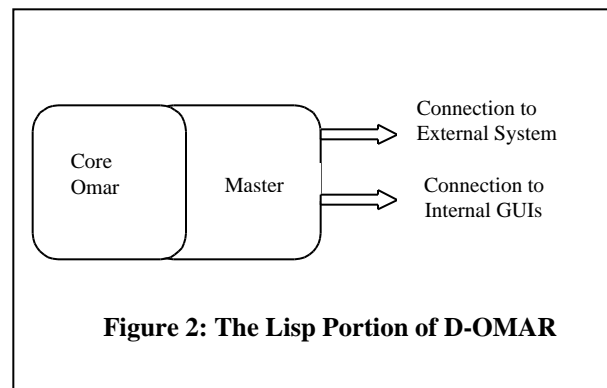 Core
Omar
Master
Connection to
External System
Connection to
Internal GUIs
Figure 2: The Lisp Portion of D-OMAR